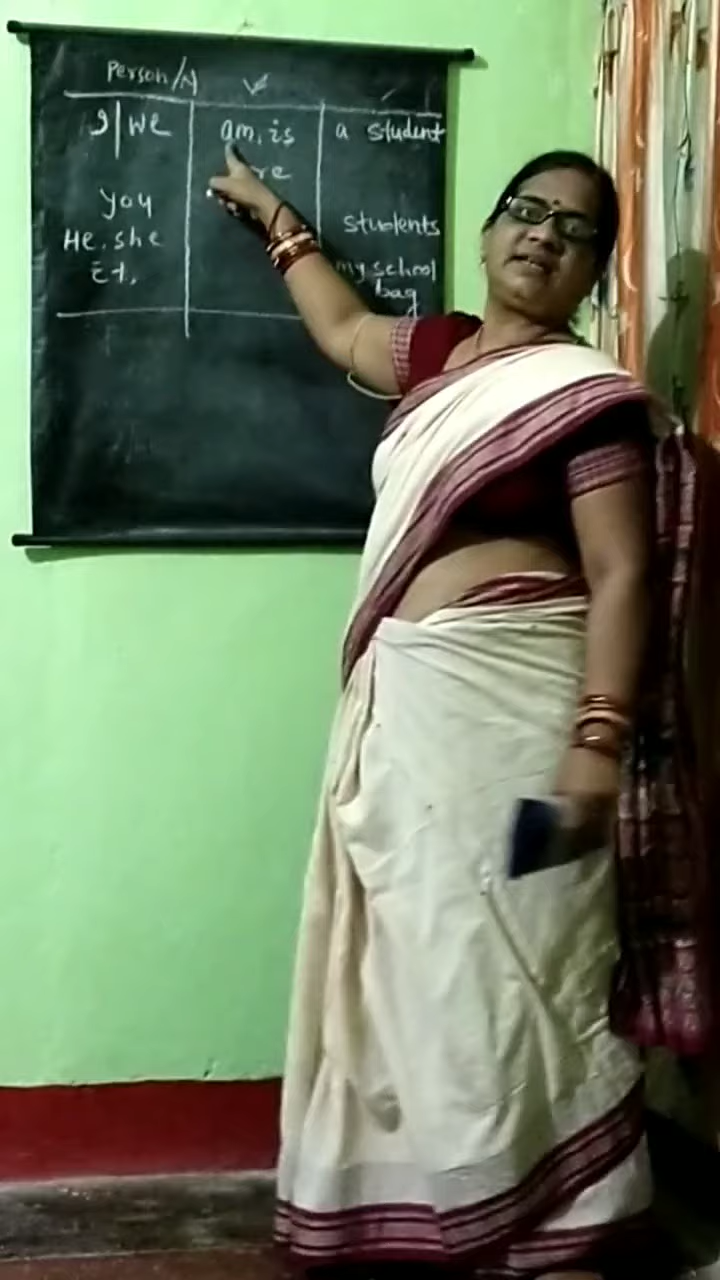 Person/N
I|We am, is a student
are
You students
He, she
It, my school
bag